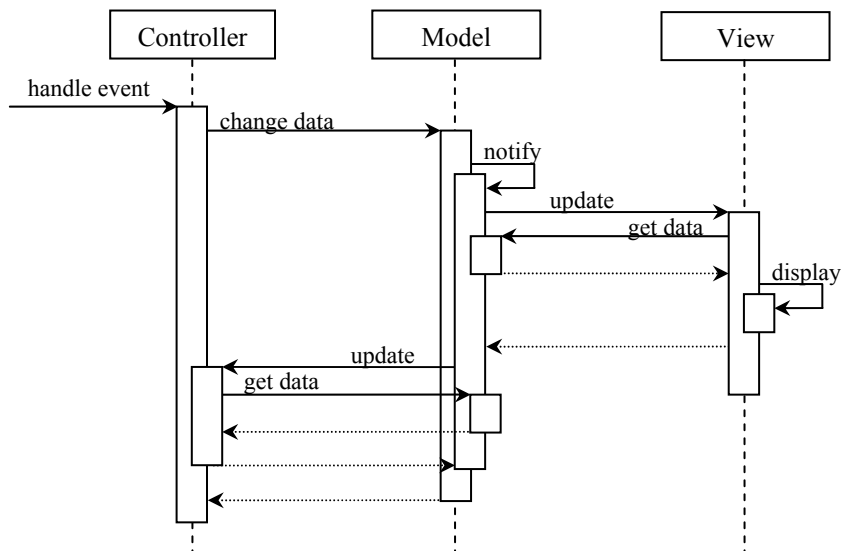 Controller
Model
View
handle event
change data
notify
update
get data
display
update
get data